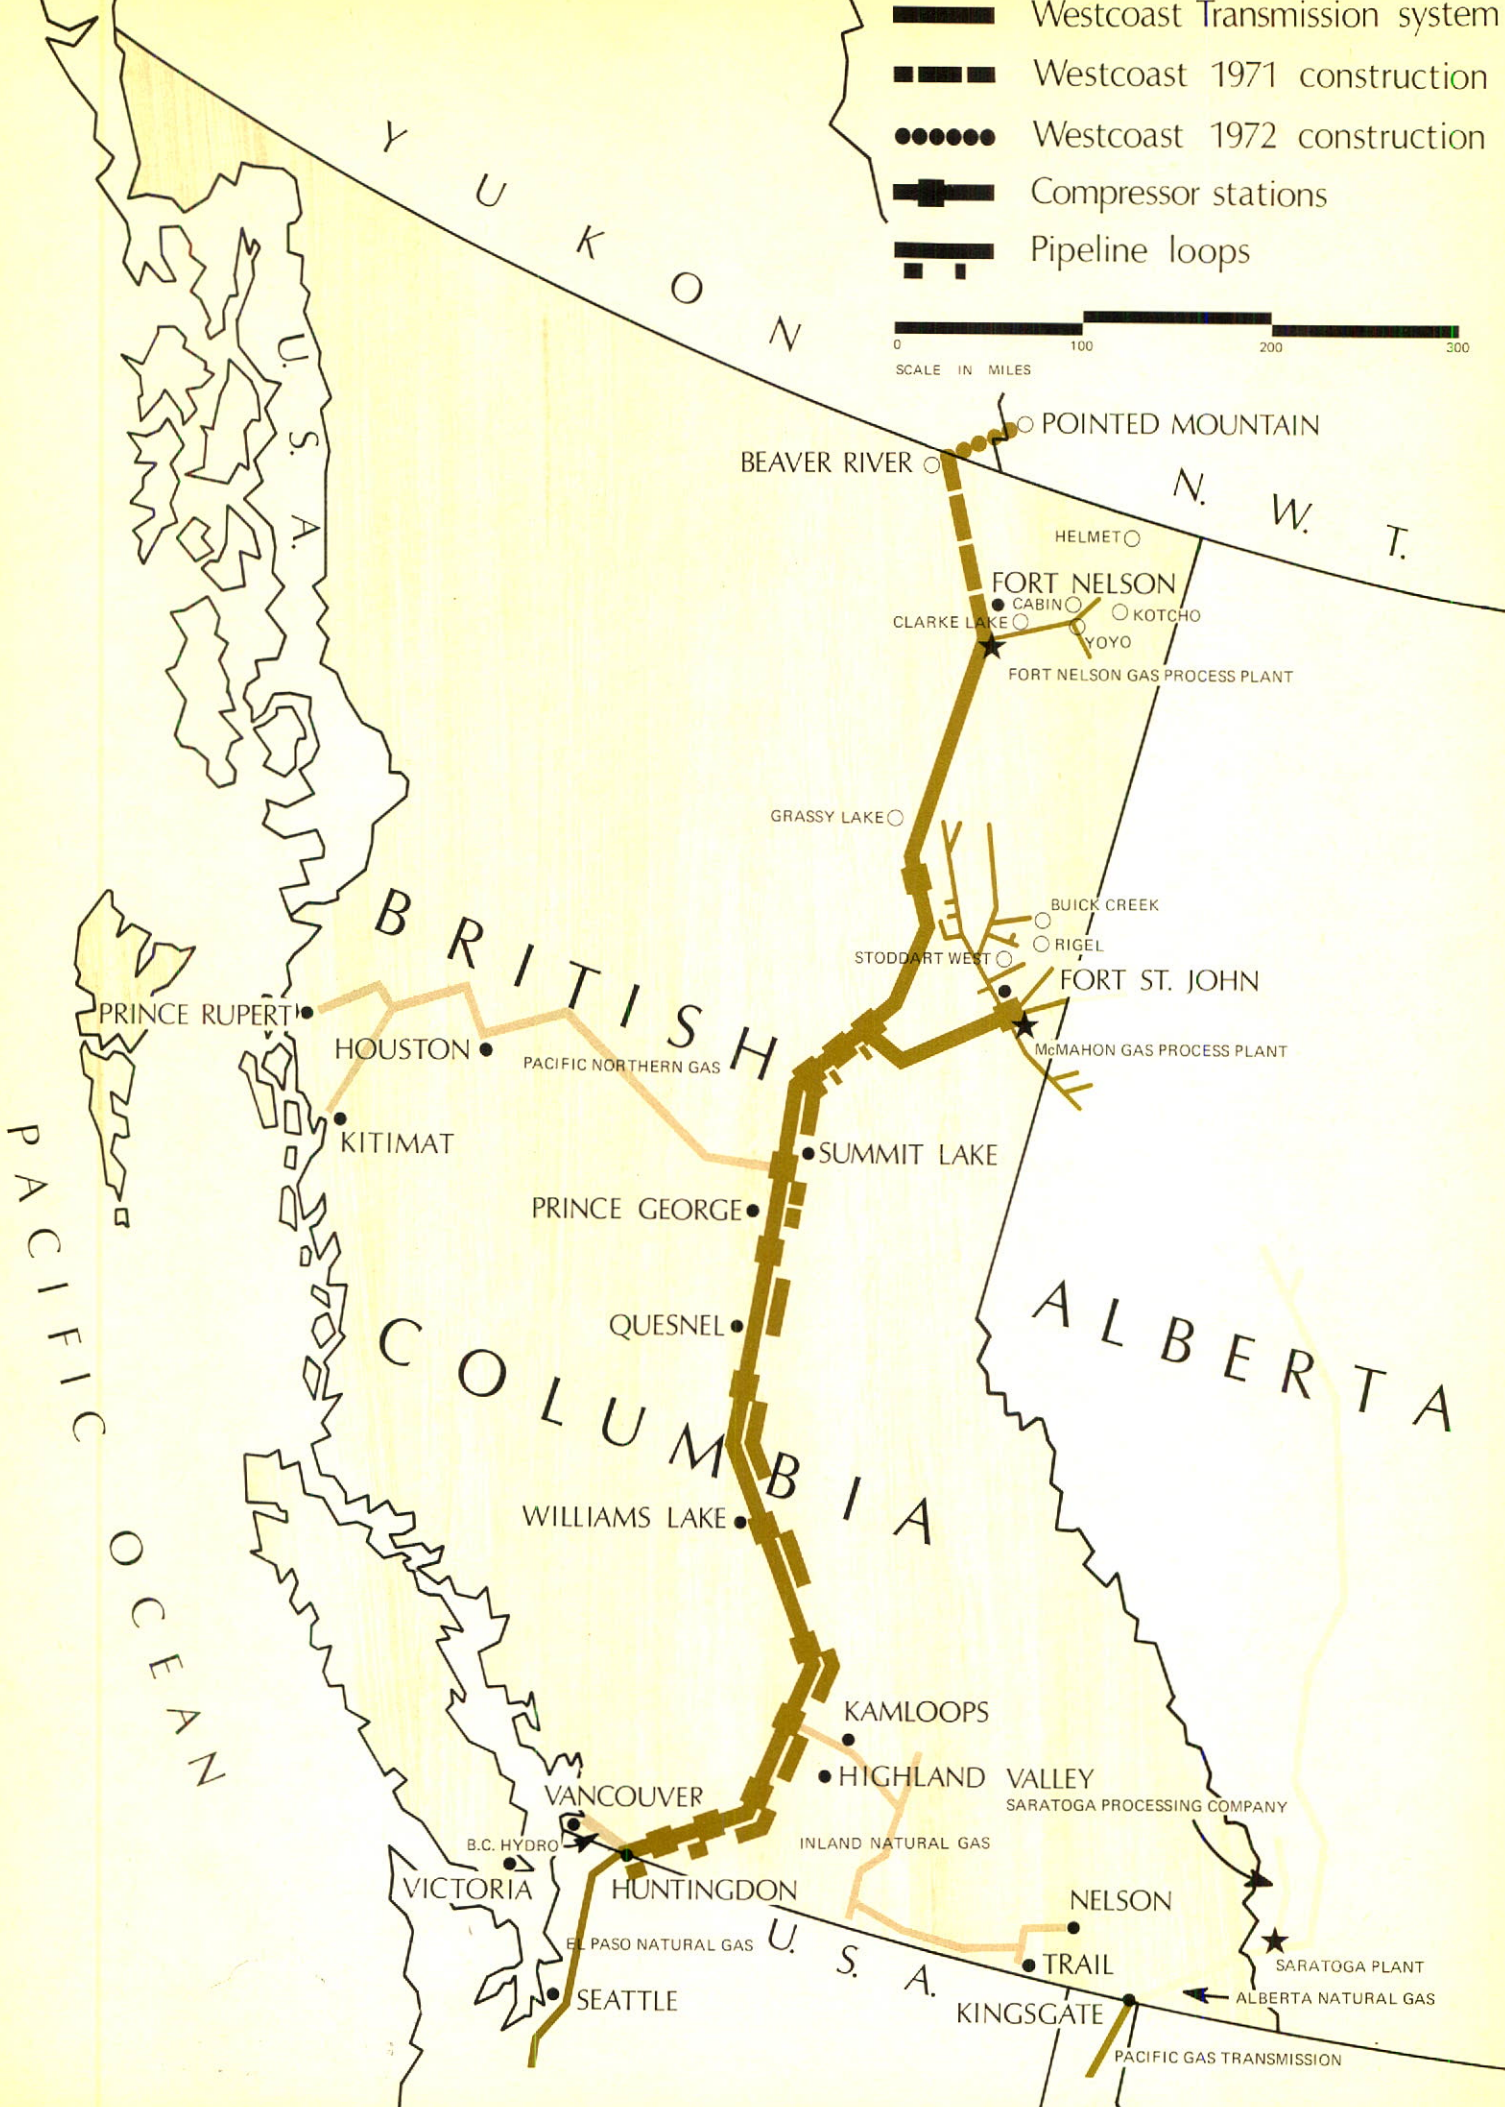 Westcoast Transmission system
Westcoast 1971 construction
Westcoast 1972 construction
Compressor stations
Pipeline loops
0 100 200 300
SCALE IN MILES
YUKON
U.S.A.
POINTED MOUNTAIN
BEAVER RIVER
N.W.T.
HELMET
FORT NELSON
CABIN
KOTCHO
CLARKE LAKE
YOYO
FORT NELSON GAS PROCESS PLANT
GRASSY LAKE
BUICK CREEK
RIGEL
STODDART WEST
FORT ST. JOHN
BRITISH
PRINCE RUPERT
HOUSTON
PACIFIC NORTHERN GAS
McMAHON GAS PROCESS PLANT
KITIMAT
SUMMIT LAKE
PRINCE GEORGE
PACIFIC OCEAN
ALBERTA
QUESNEL
COLUMBIA
WILLIAMS LAKE
KAMLOOPS
HIGHLAND VALLEY
VANCOUVER
SARATOGA PROCESSING COMPANY
B.C. HYDRO
INLAND NATURAL GAS
VICTORIA
HUNTINGDON
NELSON
EL PASO NATURAL GAS
U.S.A.
TRAIL
SARATOGA PLANT
SEATTLE
KINGSGATE
ALBERTA NATURAL GAS
PACIFIC GAS TRANSMISSION